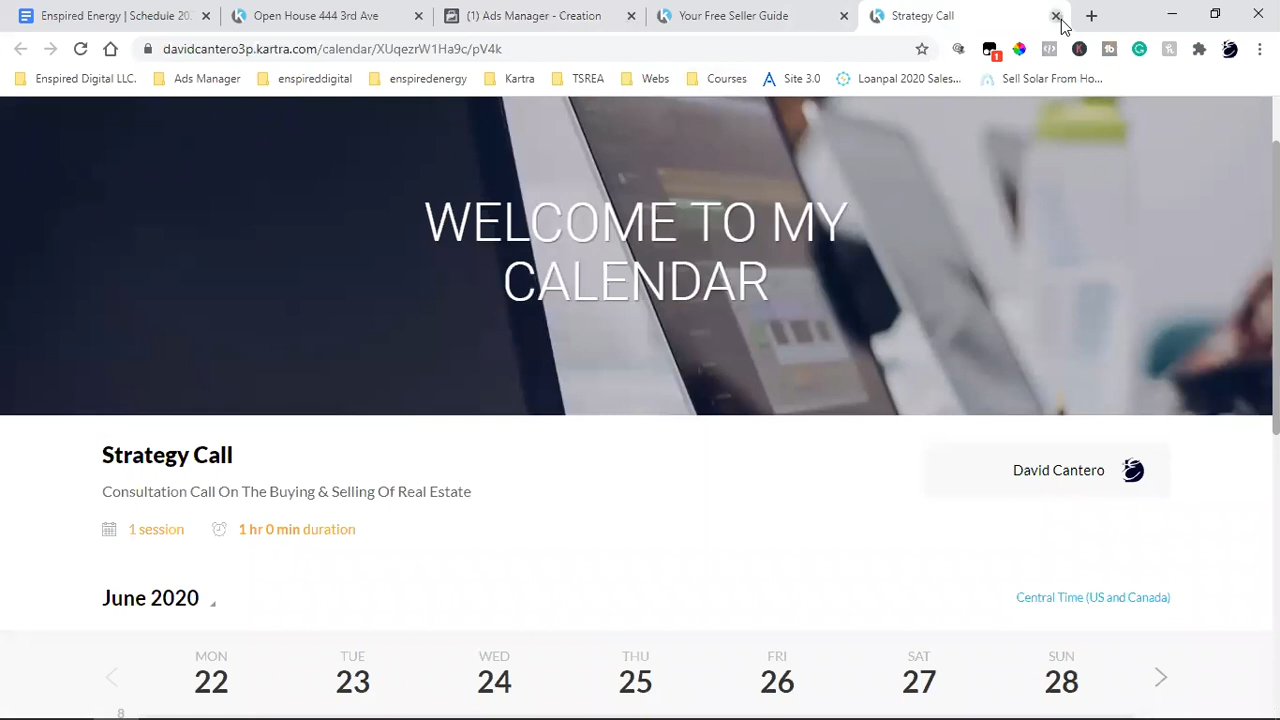 Enspired Energy | Schedule 20
Open House 444 3rd Ave
1) Ads Manager - Creation
Your Free Seller Guide
Strategy Call
davidcantero3p.kartra.com/calendar/XUqezrW1Ha9c/pV4k
1
Enspired Digital LLC.
Ads Manager
enspireddigital
enspiredenergy
Kartra
TSREA
Webs
Courses
Site 3.0
Loanpal 2020 Sales...
Sell Solar From Ho...
WELCOME TO MY
CALENDAR
Strategy Call
David Cantero
Consultation Call On The Buying & Selling Of Real Estate
1 session
1 hr 0 min duration
June 2020
Central Time (US and Canada)
MON TUE WED THU FRI SAT SUN
22 23 24 25 26 27 28
8